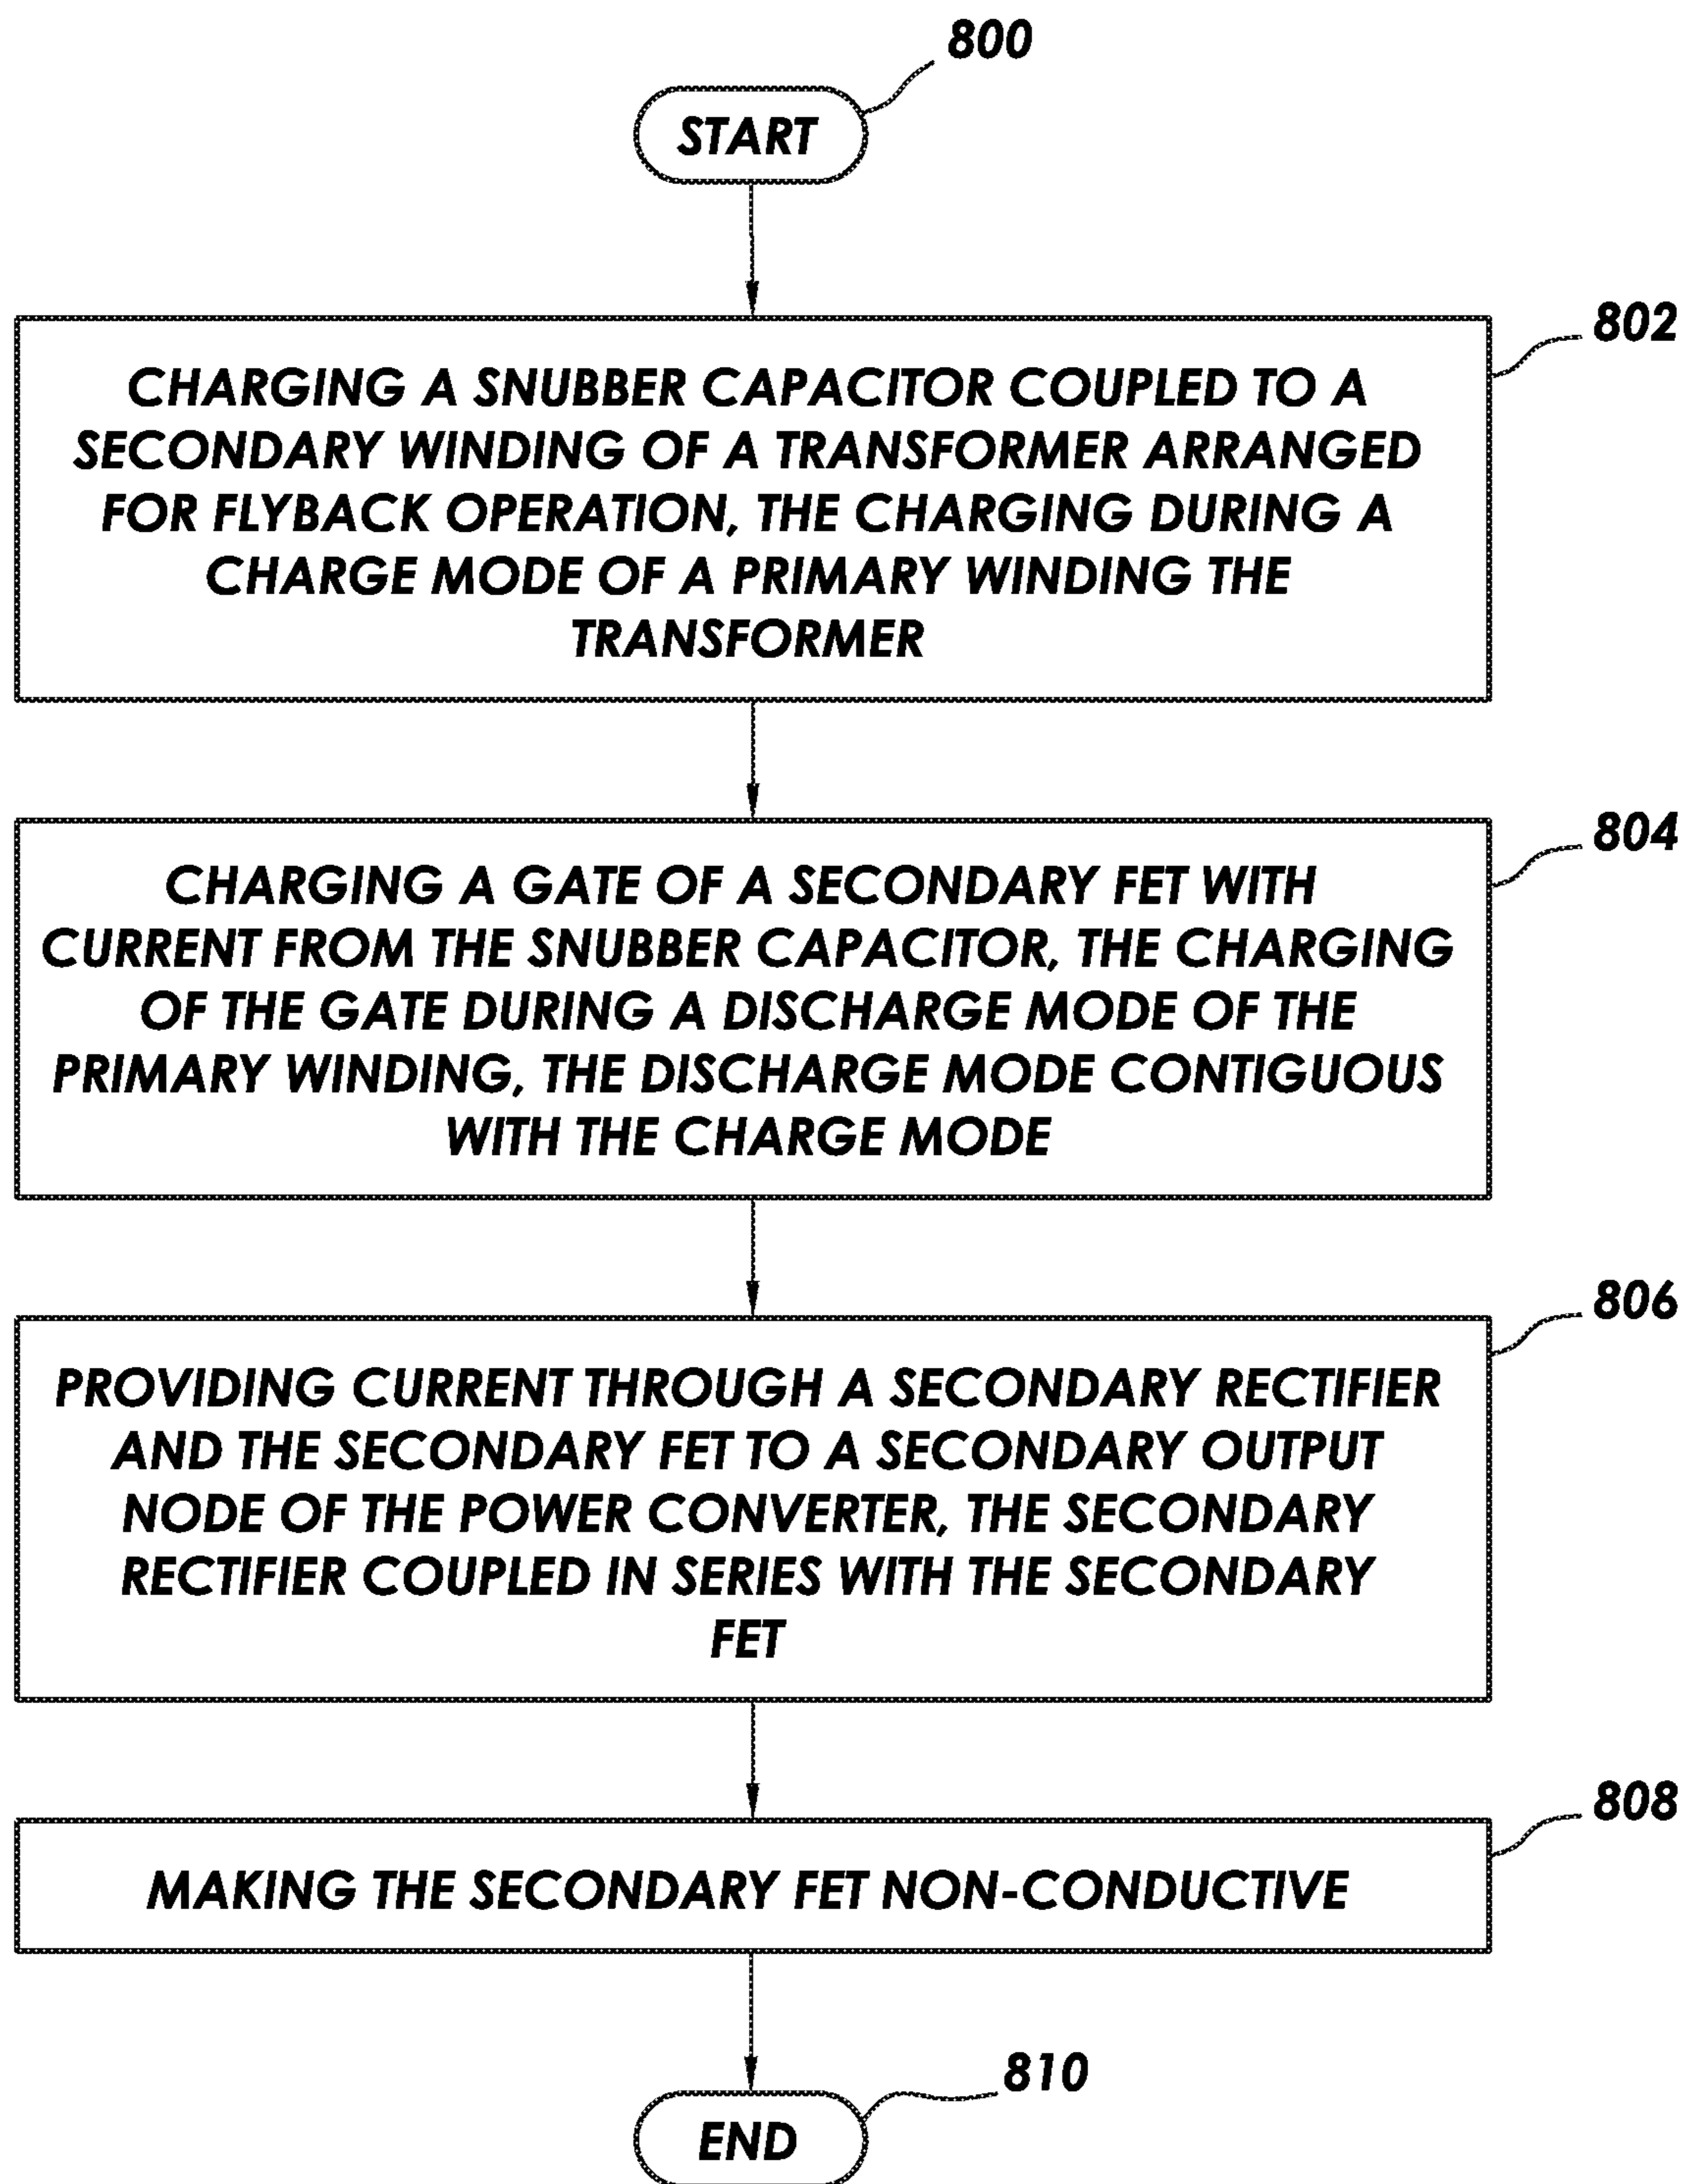 800
START
802
CHARGING A SNUBBER CAPACITOR COUPLED TO A
SECONDARY WINDING OF A TRANSFORMER ARRANGED
FOR FLYBACK OPERATION, THE CHARGING DURING A
CHARGE MODE OF A PRIMARY WINDING THE
TRANSFORMER
804
CHARGING A GATE OF A SECONDARY FET WITH
CURRENT FROM THE SNUBBER CAPACITOR, THE CHARGING
OF THE GATE DURING A DISCHARGE MODE OF THE
PRIMARY WINDING, THE DISCHARGE MODE CONTIGUOUS
WITH THE CHARGE MODE
806
PROVIDING CURRENT THROUGH A SECONDARY RECTIFIER
AND THE SECONDARY FET TO A SECONDARY OUTPUT
NODE OF THE POWER CONVERTER, THE SECONDARY
RECTIFIER COUPLED IN SERIES WITH THE SECONDARY
FET
808
MAKING THE SECONDARY FET NON-CONDUCTIVE
810
END